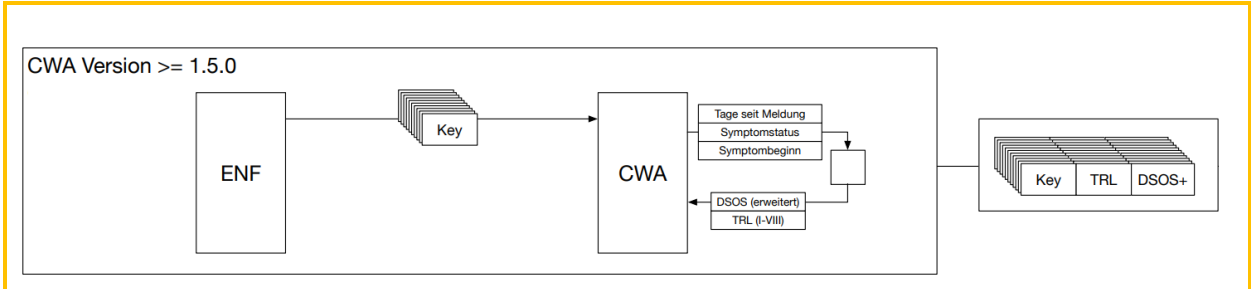 CWA Version >= 1.5.0
ENF
Key
CWA
Tage seit Meldung
Symptomstatus
Symptombeginn
DSOS (erweitert)
TRL (I-VIII)
Key TRL DSOS+